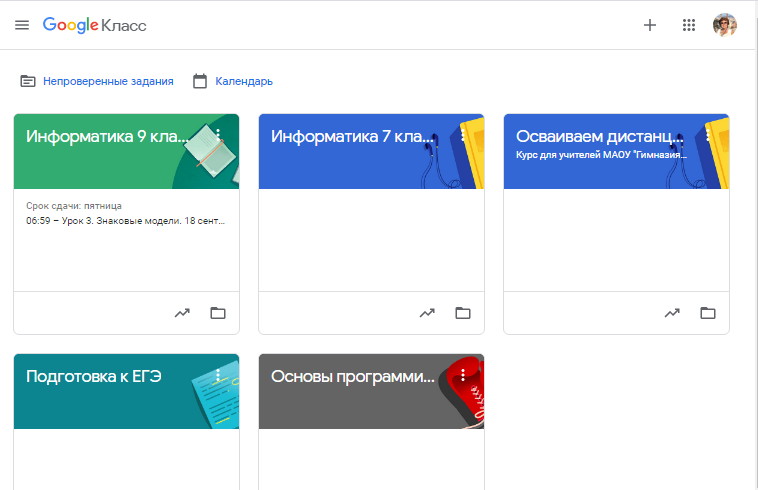 Google Класс
Непроверенные задания
Календарь
Информатика 9 кла...
Информатика 7 кла...
Осваиваем дистанц...
Курс для учителей МАОУ "Гимназия...
Срок сдачи: пятница
06:59 – Урок 3. Знаковые модели. 18 сент...
Подготовка к ЕГЭ
Основы программи...